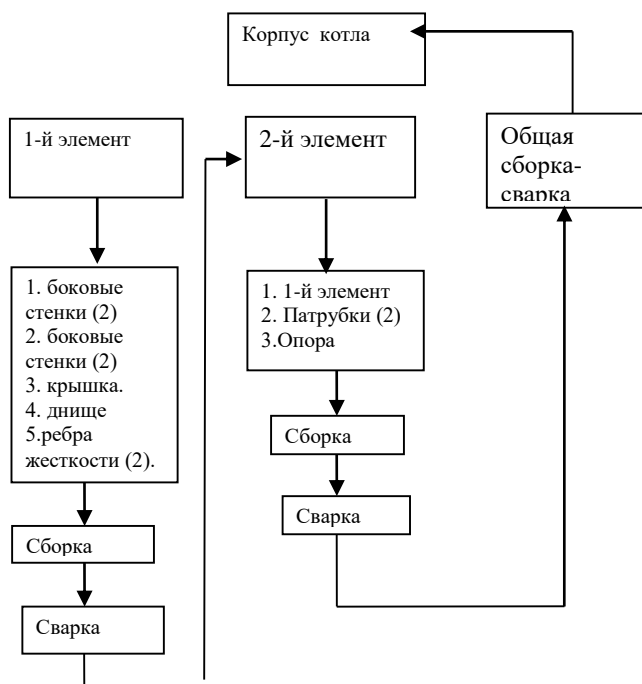 Корпус котла
1-й элемент
2-й элемент
Общая
сборка-
сварка
1. боковые
стенки (2)
2. боковые
стенки (2)
3. крышка.
4. днище
5.ребра
жесткости (2).
1. 1-й элемент
2. Патрубки (2)
3.Опора
Сборка
Сварка
Сборка
Сварка